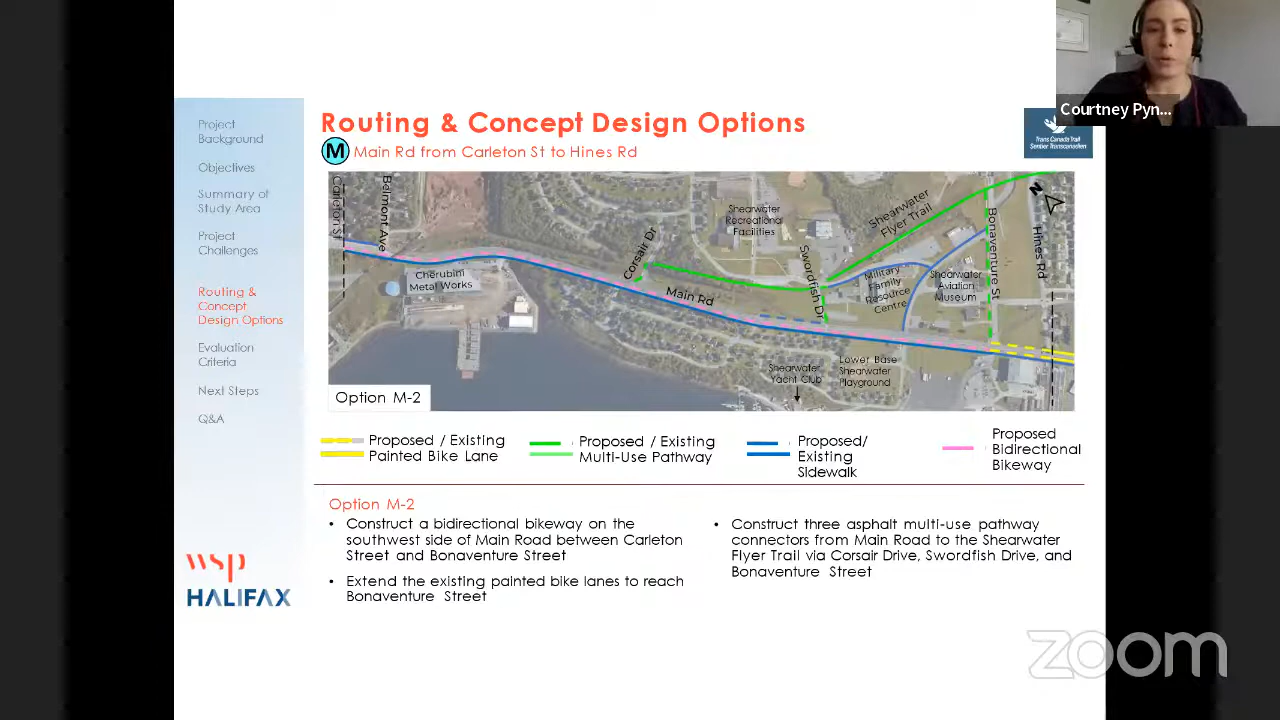 Courtney Pyn...
Trans Canada Trail
Sentier Transcanadien
Project
Background
Objectives
Summary of
Study Area
Project
Challenges
Routing &
Concept
Design Options
Evaluation
Criteria
Next Steps
Q&A
wsp
HALIFAX
Routing & Concept Design Options
M Main Rd from Carleton St to Hines Rd
Carleton St
Belmont Ave
Cherubini
Metal Works
Corsair Dr
Main Rd
Shearwater
Recreational
Facilities
Swordfish Dr
Shearwater
Flyer Trail
Military
Family
Resource
Centre
Shearwater
Aviation
Museum
Bonaventure St
Hines Rd
N
Shearwater
Yacht Club
Lower Base
Shearwater
Playground
Option M-2
Proposed / Existing
Painted Bike Lane
Proposed / Existing
Multi-Use Pathway
Proposed/
Existing
Sidewalk
Proposed
Bidirectional
Bikeway
Option M-2
• Construct a bidirectional bikeway on the
southwest side of Main Road between Carleton
Street and Bonaventure Street
• Extend the existing painted bike lanes to reach
Bonaventure Street
• Construct three asphalt multi-use pathway
connectors from Main Road to the Shearwater
Flyer Trail via Corsair Drive, Swordfish Drive, and
Bonaventure Street
zoom